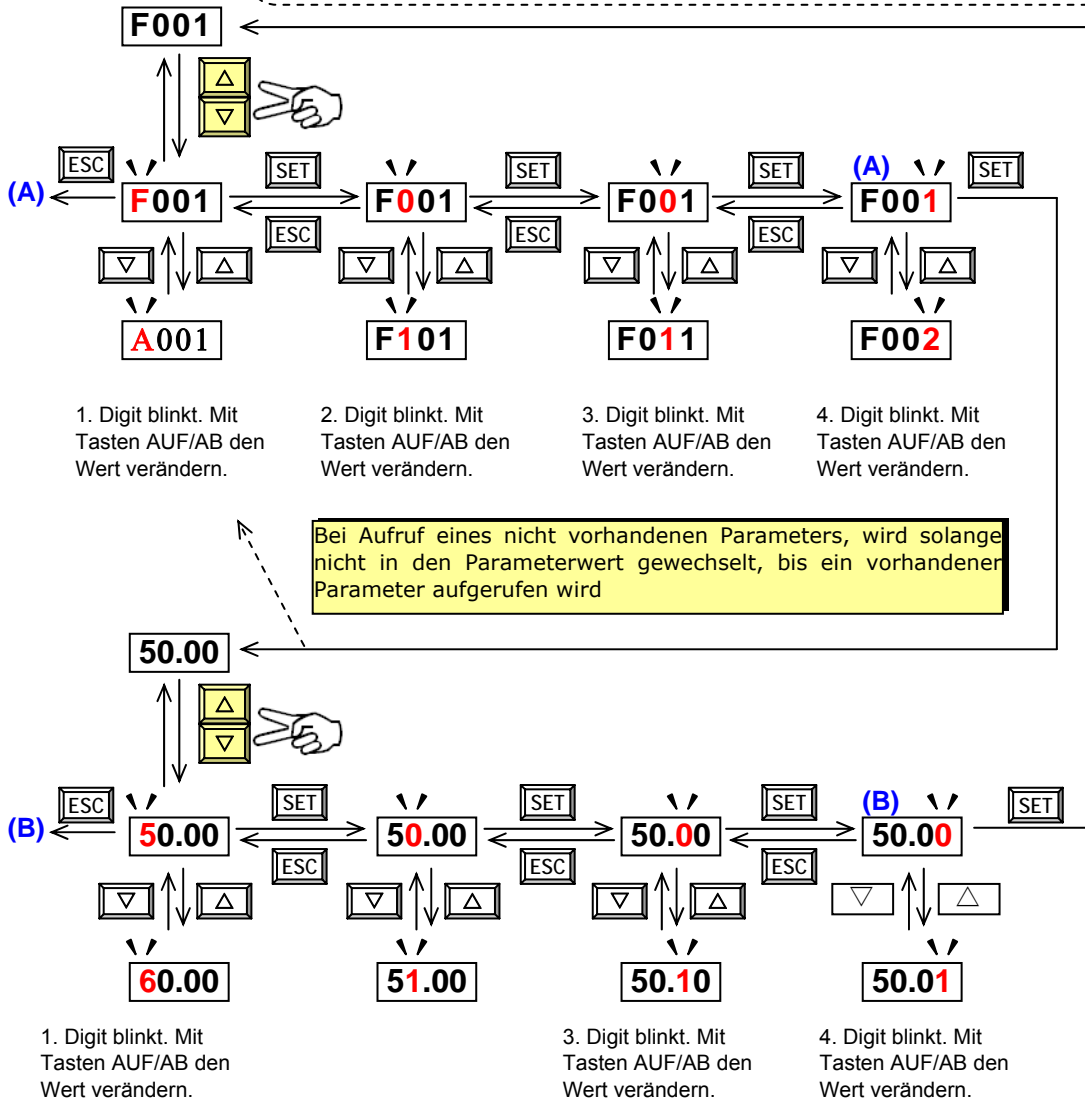 F001
△
▽
ESC SET SET SET (A) SET
(A) F001 F001 F001 F001
ESC ESC ESC
▽ △ ▽ △ ▽ △ ▽ △
A001 F101 F011 F002
1. Digit blinkt. Mit
Tasten AUF/AB den
Wert verändern.
2. Digit blinkt. Mit
Tasten AUF/AB den
Wert verändern.
3. Digit blinkt. Mit
Tasten AUF/AB den
Wert verändern.
4. Digit blinkt. Mit
Tasten AUF/AB den
Wert verändern.
Bei Aufruf eines nicht vorhandenen Parameters, wird solange
nicht in den Parameterwert gewechselt, bis ein vorhandener
Parameter aufgerufen wird
50.00
△
▽
ESC SET SET SET (B) SET
(B) 50.00 50.00 50.00 50.00
ESC ESC ESC
▽ △ ▽ △ ▽ △ ▽ △
60.00 51.00 50.10 50.01
1. Digit blinkt. Mit
Tasten AUF/AB den
Wert verändern.
3. Digit blinkt. Mit
Tasten AUF/AB den
Wert verändern.
4. Digit blinkt. Mit
Tasten AUF/AB den
Wert verändern.